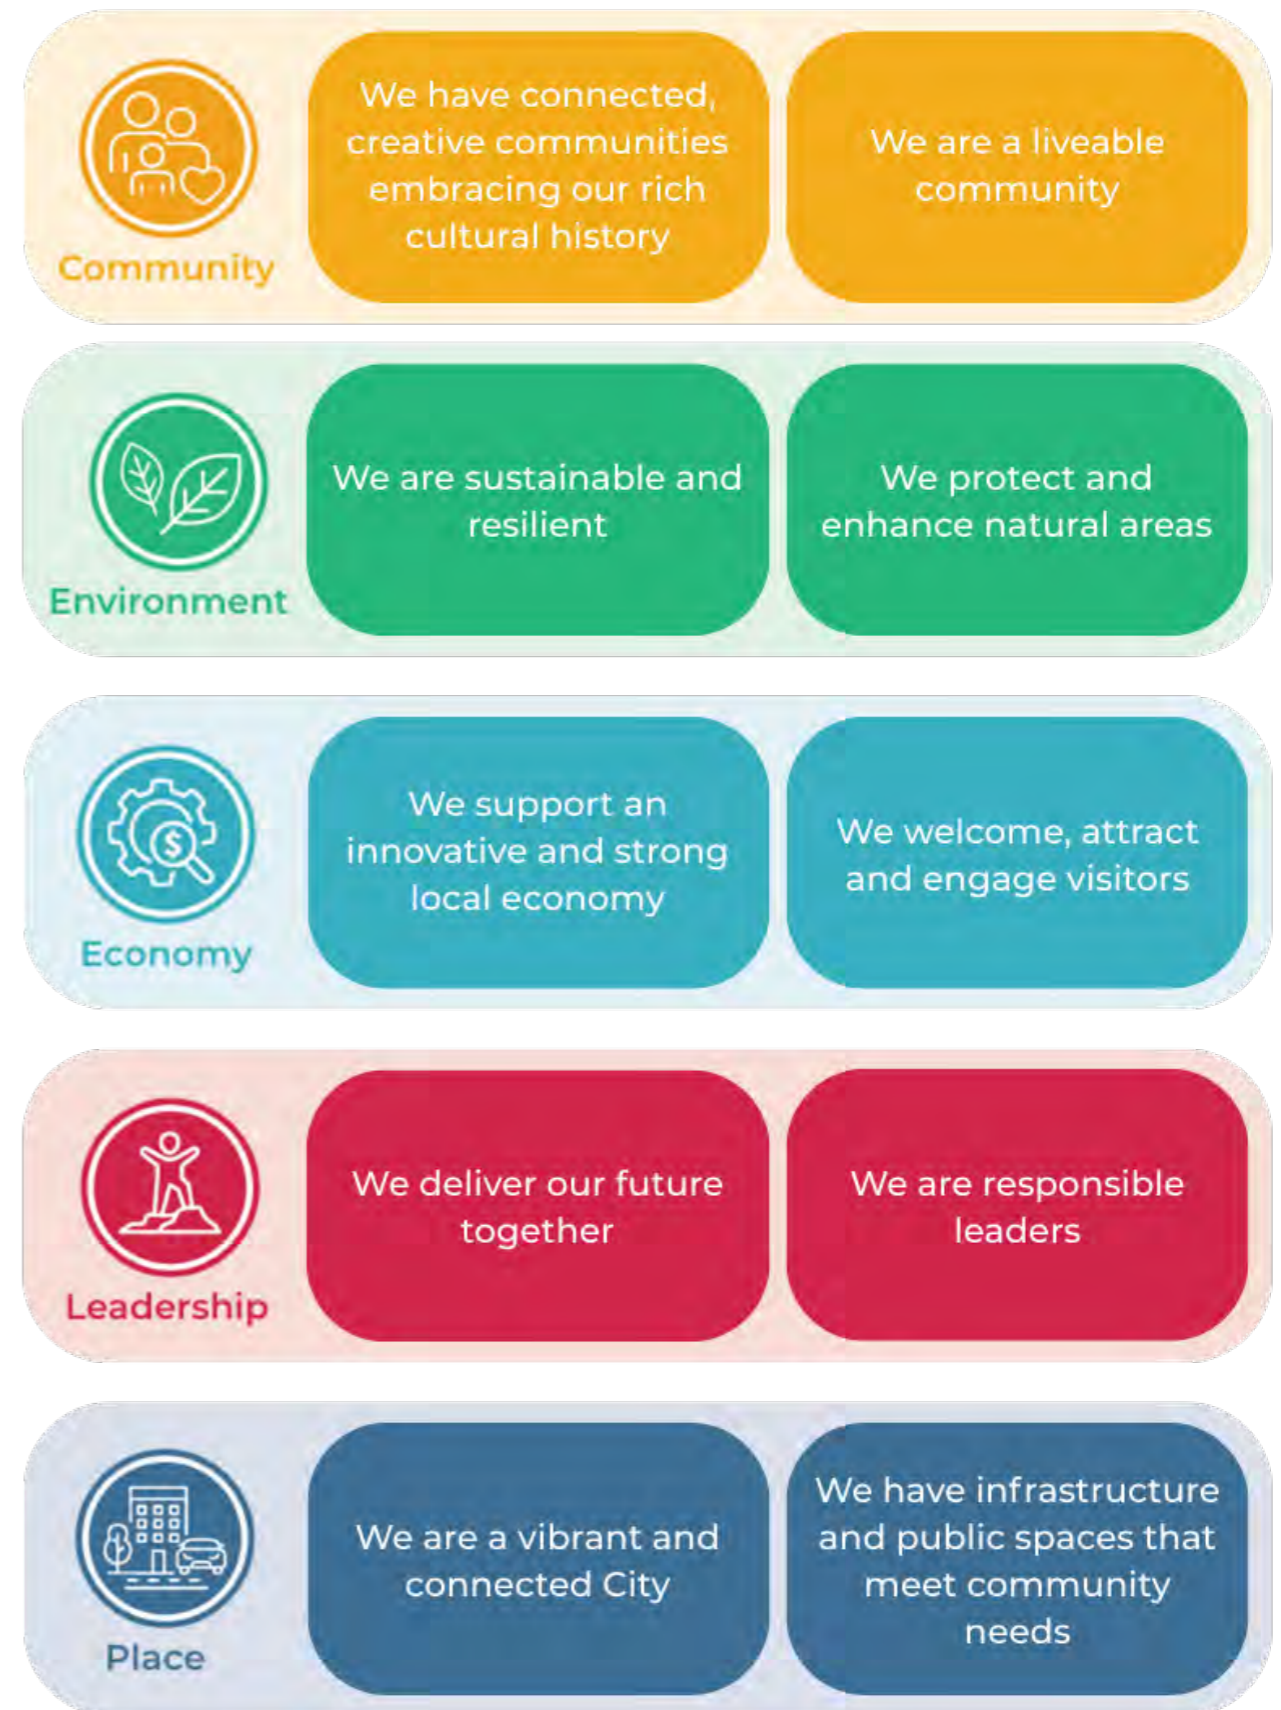 We have connected,
creative communities
embracing our rich
cultural history
We are a liveable
community
Community
We are sustainable and
resilient
We protect and
enhance natural areas
Environment
We support an
innovative and strong
local economy
We welcome, attract
and engage visitors
$
Economy
We deliver our future
together
We are responsible
leaders
Leadership
We are a vibrant and
connected City
We have infrastructure
and public spaces that
meet community
needs
Place